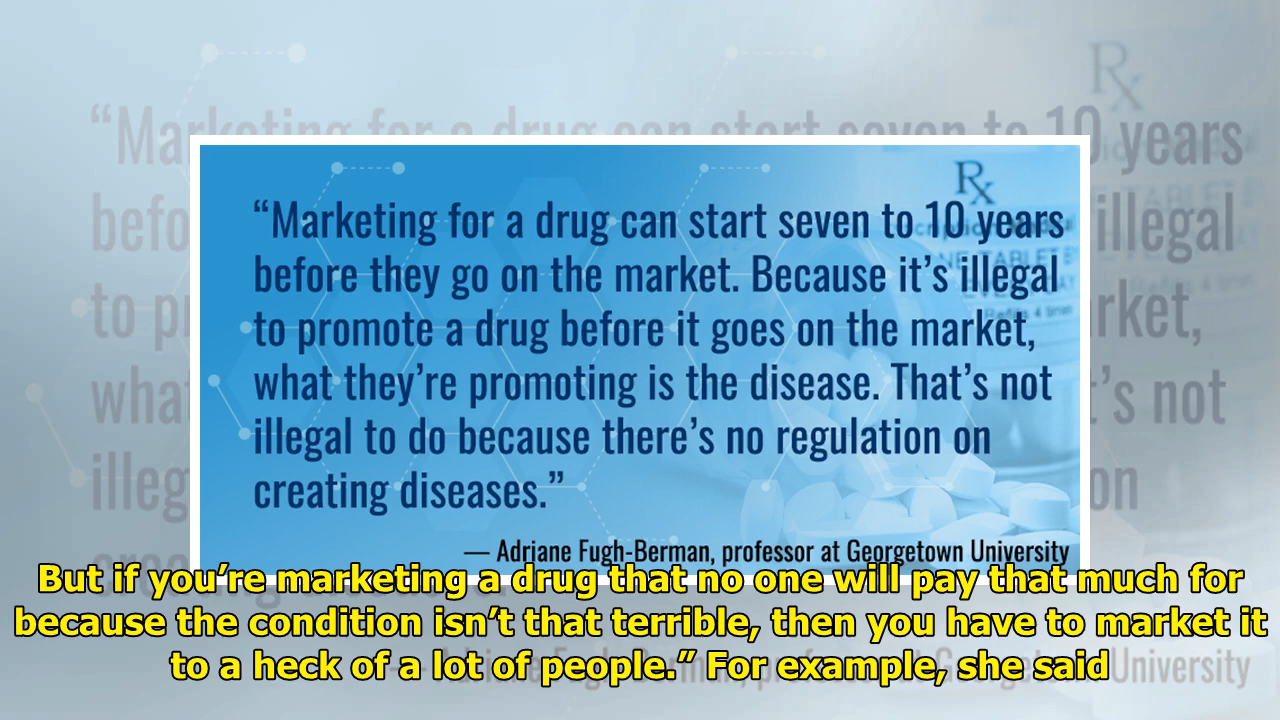 Rx
"Marketing for a drug can start seven to 10 years
before they go on the market. Because it's illegal
to promote a drug before it goes on the market,
what they're promoting is the disease. That's not
illegal to do because there's no regulation on
creating diseases."
— Adriane Fugh-Berman, professor at Georgetown University
But if you're marketing a drug that no one will pay that much for
because the condition isn't that terrible, then you have to market it
to a heck of a lot of people." For example, she said